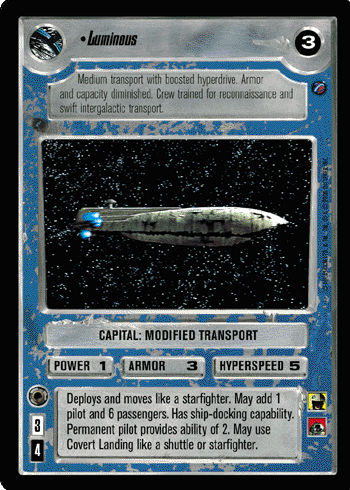 •Luminous
3
Medium transport with boosted hyperdrive. Armor
and capacity diminished. Crew trained for reconnaissance and
swift intergalactic transport.
CAPITAL: MODIFIED TRANSPORT
POWER 1 ARMOR 3 HYPERSPEED 5
Deploys and moves like a starfighter. May add 1
pilot and 6 passengers. Has ship-docking capability.
Permanent pilot provides ability of 2. May use
Covert Landing like a shuttle or starfighter.
3
4